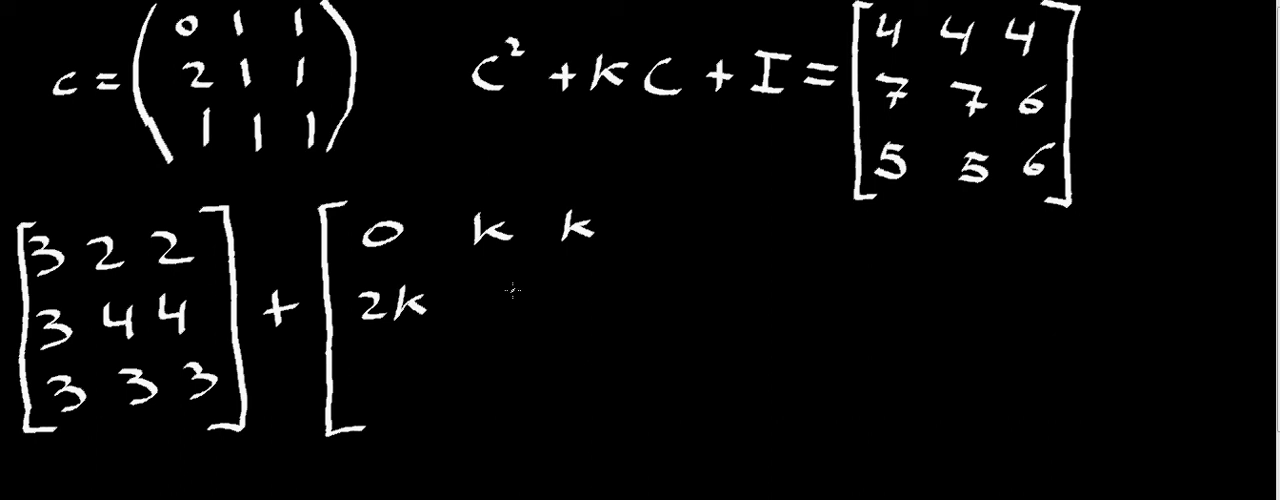 c = (0 1 1
2 1 1
1 1 1)
C² + K C + I = [4 4 4
7 7 6
5 5 6]
[3 2 2
3 4 4
3 3 3] + [0 k k
2k